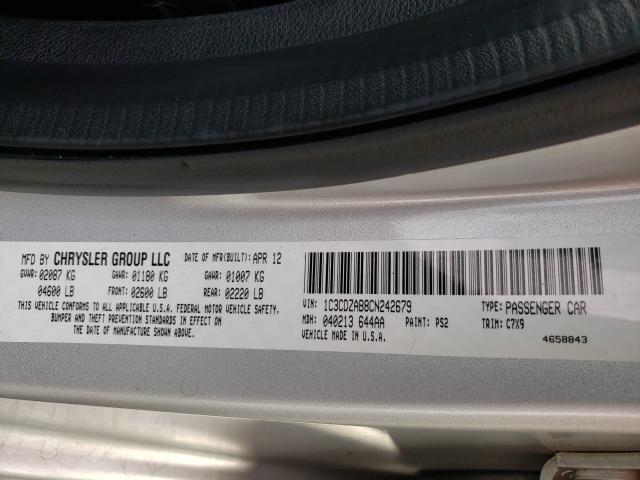 MFD BY CHRYSLER GROUP LLC DATE OF MFR(BUILT): APR 12
GVWR: 02087 KG GAWR: 01180 KG GAWR: 01007 KG
04600 LB FRONT: 02600 LB REAR: 02220 LB
THIS VEHICLE CONFORMS TO ALL APPLICABLE U.S.A. FEDERAL MOTOR VEHICLE
SAFETY, BUMPER, AND THEFT PREVENTION STANDARDS IN EFFECT ON
THE DATE OF MANUFACTURE SHOWN ABOVE.
VIN: 1C3CDZAB8CN242679 TYPE: PASSENGER CAR
MDH: 040213 644AA PAINT: PS2 TRIM: C7X9
VEHICLE MADE IN U.S.A.
4658843